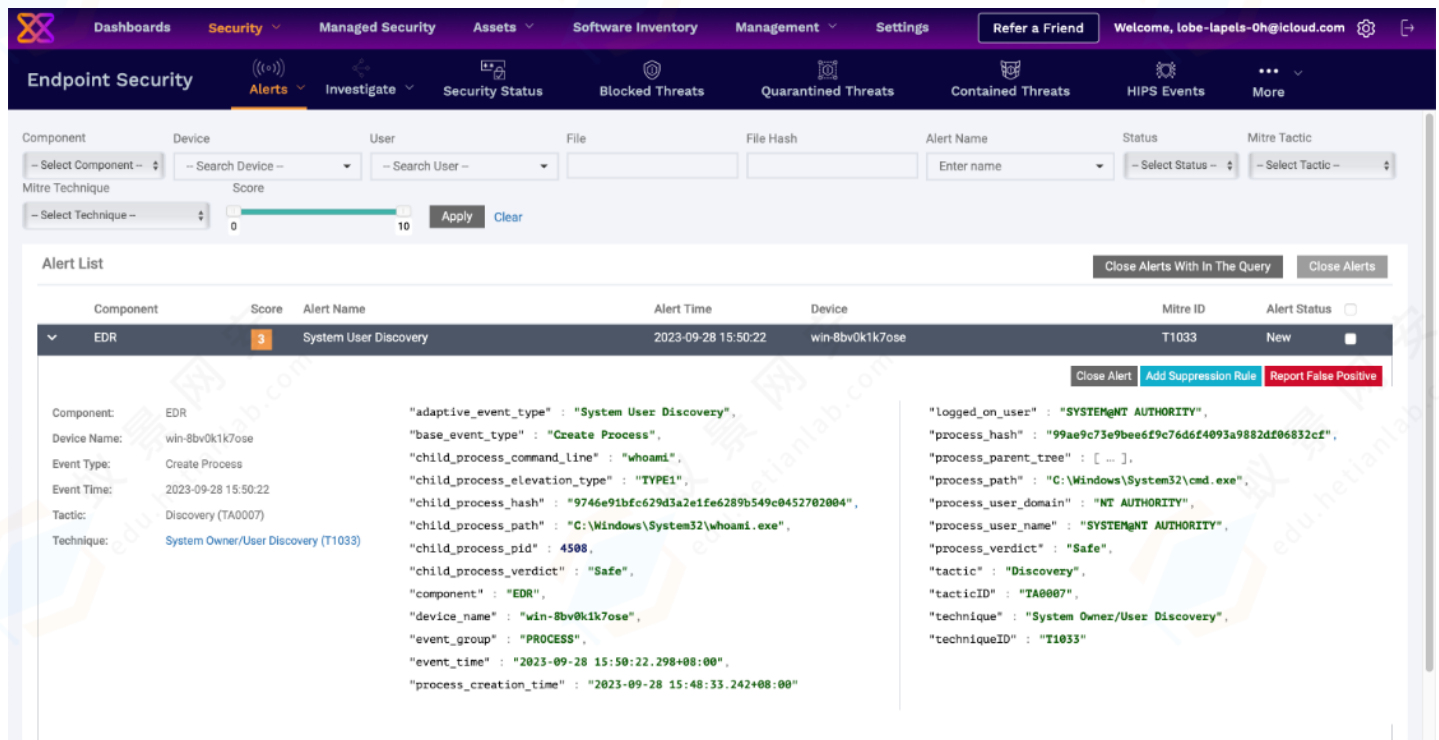 Dashboards Security Managed Security Assets Software Inventory Management Settings Refer a Friend Welcome, lobe-lapels-0h@icloud.com
Endpoint Security Alerts Investigate Security Status Blocked Threats Quarantined Threats Contained Threats HIPS Events More
Component Device User File File Hash Alert Name Status Mitre Tactic
-- Select Component -- -- Search Device -- -- Search User -- Enter name -- Select Status -- -- Select Tactic --
Mitre Technique Score
-- Select Technique -- 0 10 Apply Clear
Alert List Close Alerts With In The Query Close Alerts
Component Score Alert Name Alert Time Device Mitre ID Alert Status
EDR 3 System User Discovery 2023-09-28 15:50:22 win-8bv0k1k7ose T1033 New
Close Alert Add Suppression Rule Report False Positive
Component: EDR
Device Name: win-8bv0k1k7ose
Event Type: Create Process
Event Time: 2023-09-28 15:50:22
Tactic: Discovery (TA0007)
Technique: System Owner/User Discovery (T1033)
"adaptive_event_type" : "System User Discovery",
"base_event_type" : "Create Process",
"child_process_command_line" : "whoami",
"child_process_elevation_type" : "TYPE1",
"child_process_hash" : "9746e91bfc629d3a2e1fe6289b549c0452702004",
"child_process_path" : "C:\Windows\System32\whoami.exe",
"child_process_pid" : 4508,
"child_process_verdict" : "Safe",
"component" : "EDR",
"device_name" : "win-8bv0k1k7ose",
"event_group" : "PROCESS",
"event_time" : "2023-09-28 15:50:22.298+08:00",
"process_creation_time" : "2023-09-28 15:48:33.242+08:00"
"logged_on_user" : "SYSTEM@NT AUTHORITY",
"process_hash" : "99ae9c73e9bee6f9c76d6f4093a9882df06832cf",
"process_parent_tree" : [ … ],
"process_path" : "C:\Windows\System32\cmd.exe",
"process_user_domain" : "NT AUTHORITY",
"process_user_name" : "SYSTEM@NT AUTHORITY",
"process_verdict" : "Safe",
"tactic" : "Discovery",
"tacticID" : "TA0007",
"technique" : "System Owner/User Discovery",
"techniqueID" : "T1033"